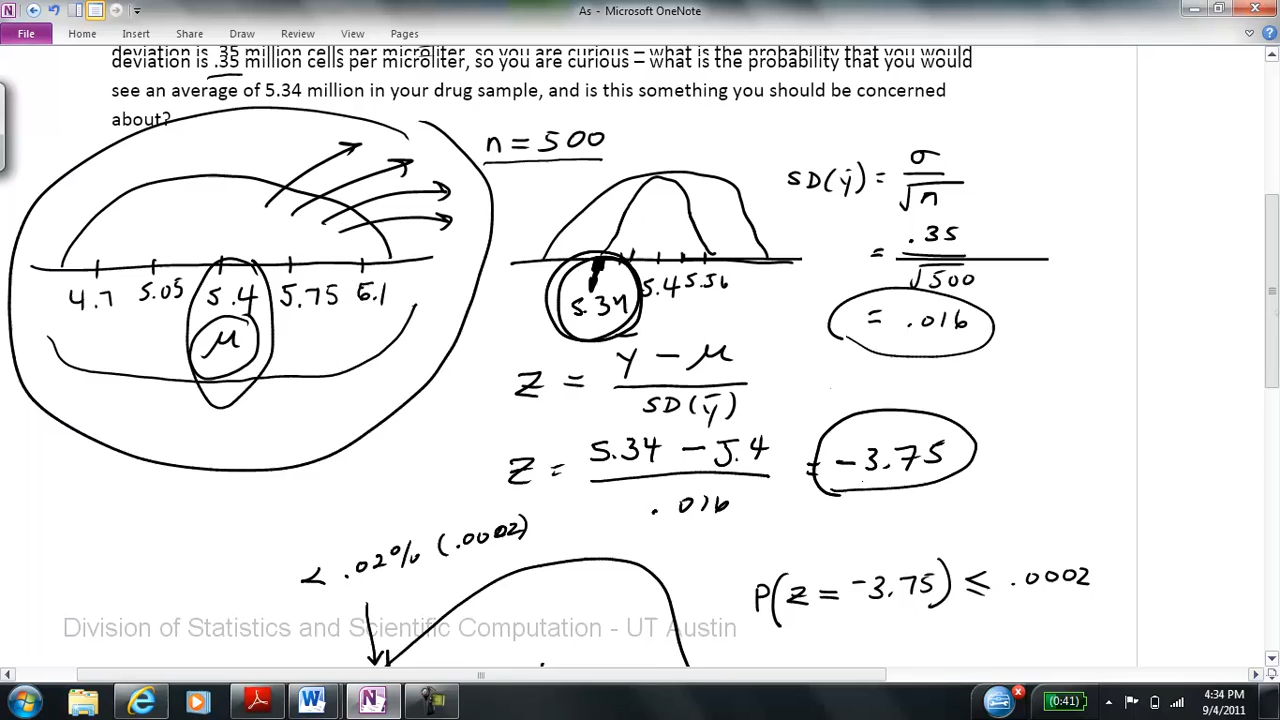 As - Microsoft OneNote
File Home Insert Share Draw Review View Pages
deviation is .35 million cells per microliter, so you are curious – what is the probability that you would
see an average of 5.34 million in your drug sample, and is this something you should be concerned
about?
n = 500
SD(ȳ) = σ / √n
= .35 / √500
= .016
4.7 5.05 5.4 5.75 6.1
μ
5.34 5.4 5.56
z = y − μ / SD(ȳ)
z = 5.34 − 5.4 / .016 = -3.75
< .02% (.0002)
P(z = -3.75) ≤ .0002
Division of Statistics and Scientific Computation - UT Austin
(0:41)
4:34 PM
9/4/2011